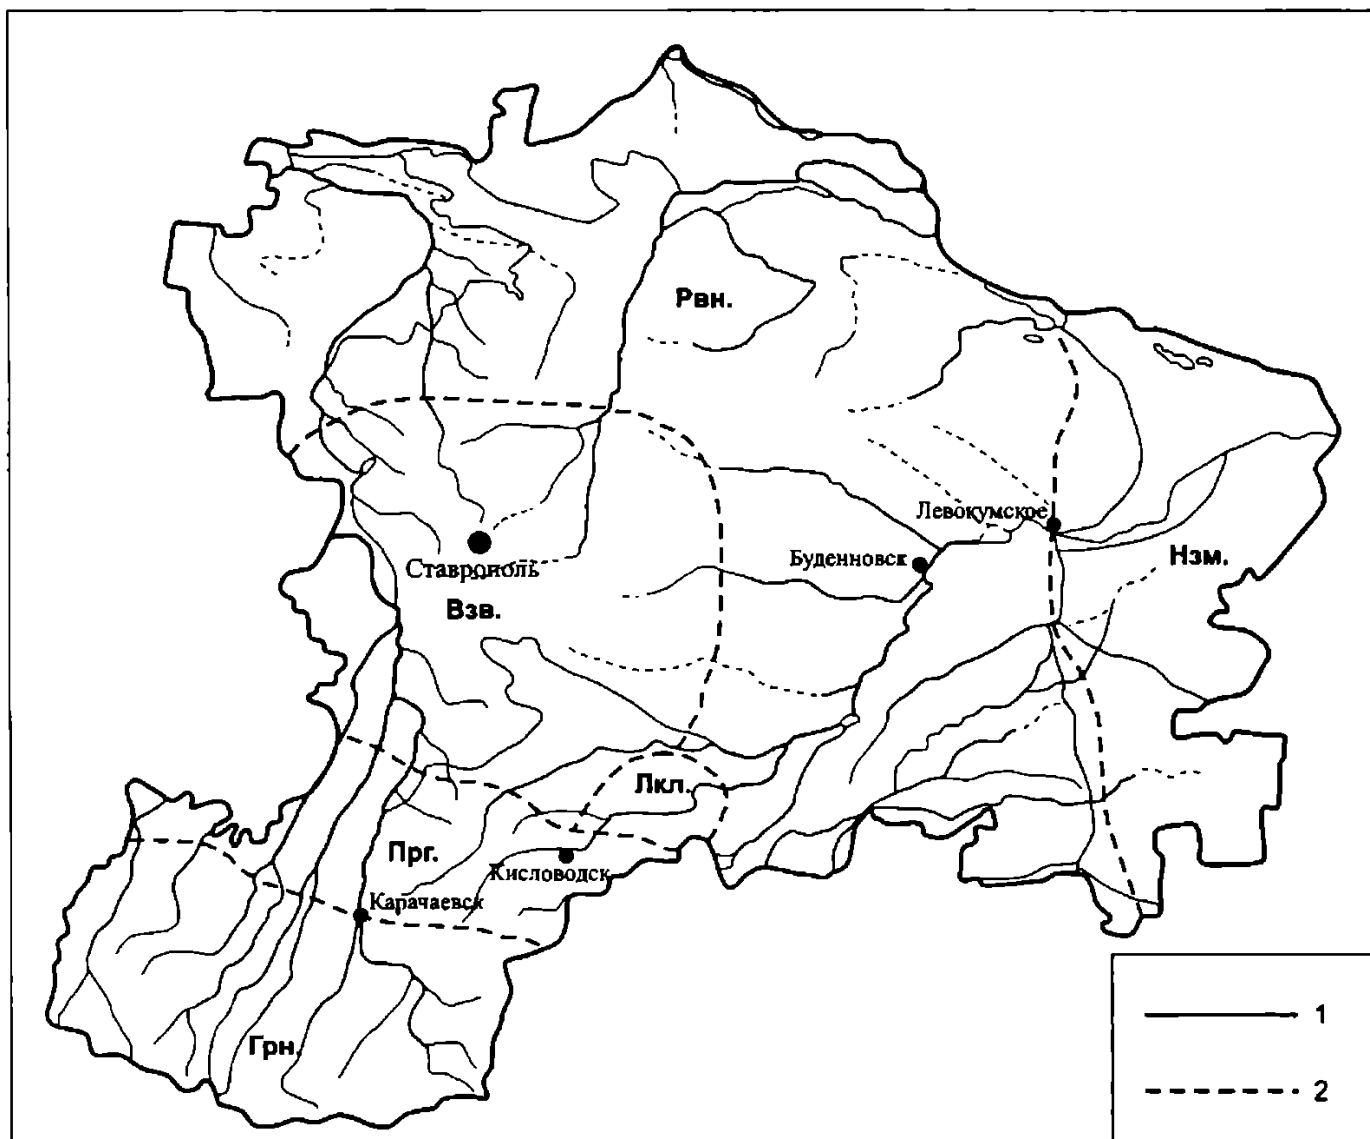 Рвн.
Левокумское
Буденновск
Нзм.
Ставрополь
Взв.
Лкл.
Прг.
Кисловодск
Карачаевск
Грн.
1
2